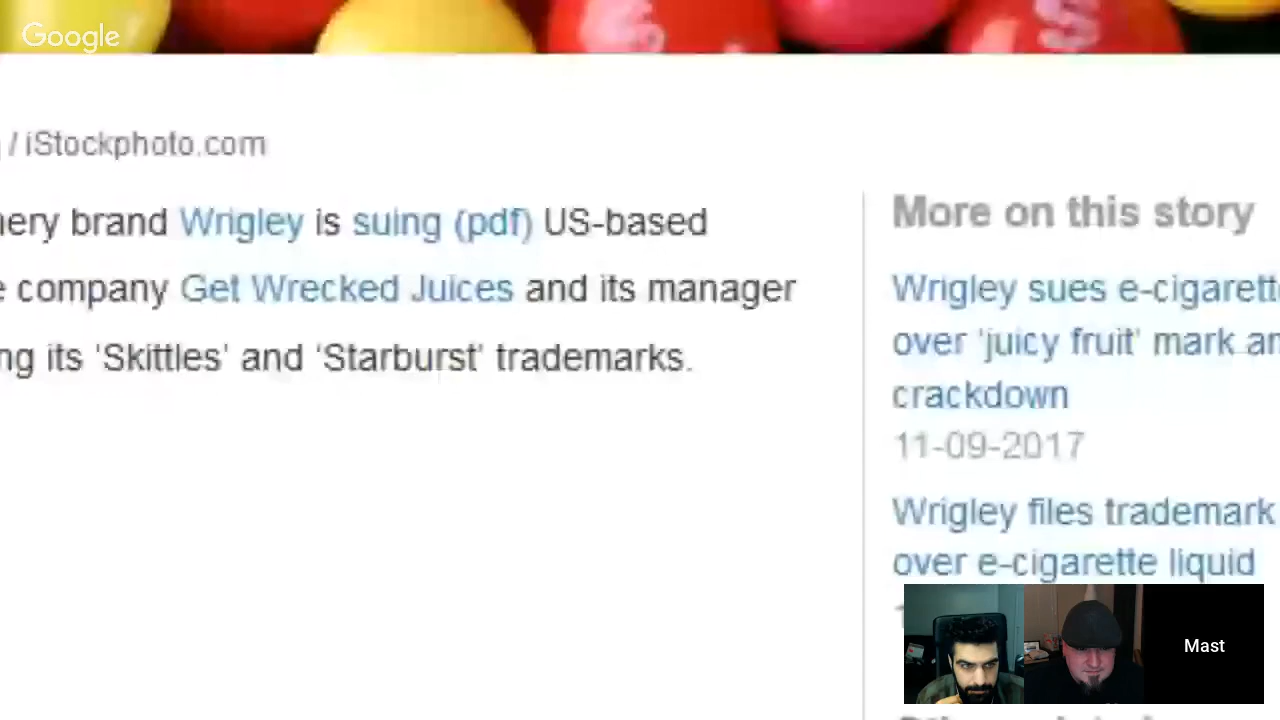 Google
/ iStockphoto.com
nery brand Wrigley is suing (pdf) US-based
e company Get Wrecked Juices and its manager
ng its 'Skittles' and 'Starburst' trademarks.
More on this story
Wrigley sues e-cigarette
over 'juicy fruit' mark an
crackdown
11-09-2017
Wrigley files trademark
over e-cigarette liquid
Mast